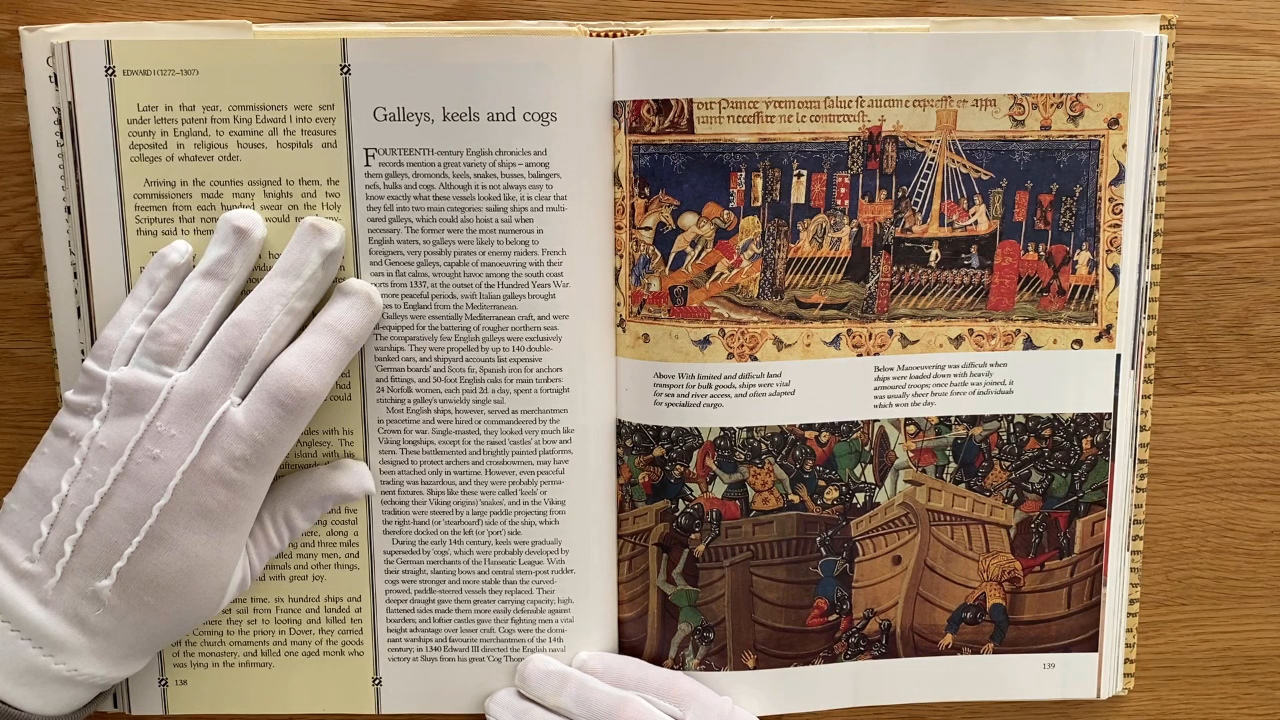 EDWARD I (1272–1307)
Later in that year, commissioners were sent
under letters patent from King Edward I into every
county in England, to examine all the treasures
deposited in religious houses, hospitals and
colleges of whatever order.
Arriving in the counties assigned to them, the
commissioners made many knights and two
freemen from each hundred swear on the Holy
Scriptures that would
thing said to them
had
could
ales with his
Anglesey. The
island with his
afterwards
and five
coastal
here, along a
ng and three miles
lled many men, and
nimals and other things,
d with great joy.
ame time, six hundred ships and
set sail from France and landed at
here they set to looting and killed ten
Coming to the priory in Dover, they carried
off the church ornaments and many of the goods
of the monastery, and killed one aged monk who
was lying in the infirmary.
138
Galleys, keels and cogs
FOURTEENTH-century English chronicles and
records mention a great variety of ships – among
them galleys, dromonds, keels, snakes, busses, balingers,
nefs, hulks and cogs. Although it is not always easy to
know exactly what these vessels looked like, it is clear that
they fell into two main categories: sailing ships and multi-
oared galleys, which could also hoist a sail when
necessary. The former were the most numerous in
English waters, so galleys were likely to belong to
foreigners, very possibly pirates or enemy raiders. French
and Genoese galleys, capable of manoeuvring with their
oars in flat calms, wrought havoc among the south coast
ports from 1337, at the outset of the Hundred Years War.
more peaceful periods, swift Italian galleys brought
ces to England from the Mediterranean.
Galleys were essentially Mediterranean craft, and were
ill-equipped for the battering of rougher northern seas.
The comparatively few English galleys were exclusively
warships. They were propelled by up to 140 double-
banked oars, and shipyard accounts list expensive
'German boards' and Scots fir, Spanish iron for anchors
and fittings, and 50-foot English oaks for main timbers:
24 Norfolk women, each paid 2d. a day, spent a fortnight
stitching a galley's unwieldy single sail.
Most English ships, however, served as merchantmen
in peacetime and were hired or commandeered by the
Crown for war. Single-masted, they looked very much like
Viking longships, except for the raised 'castles' at bow and
stern. These battlemented and brightly painted platforms,
designed to protect archers and crossbowmen, may have
been attached only in wartime. However, even peaceful
trading was hazardous, and they were probably perma-
nent fixtures. Ships like these were called 'keels' or
(echoing their Viking origins) 'snakes', and in the Viking
tradition were steered by a large paddle projecting from
the right-hand (or 'stearboard') side of the ship, which
therefore docked on the left (or 'port') side.
During the early 14th century, keels were gradually
superseded by 'cogs', which were probably developed by
the German merchants of the Hanseatic League. With
their straight, slanting bows and central stern-post rudder,
cogs were stronger and more stable than the curved-
prowed, paddle-steered vessels they replaced. Their
deeper draught gave them greater carrying capacity; high,
flattened sides made them more easily defensible against
boarders; and loftier castles gave their fighting men a vital
height advantage over lesser craft. Cogs were the domi-
nant warships and favourite merchantmen of the 14th
century; in 1340 Edward III directed the English naval
victory at Sluys from his great 'Cog Thom
necessite ne le
Above With limited and difficult land
transport for bulk goods, ships were vital
for sea and river access, and often adapted
for specialized cargo.
Below Manoeuvering was difficult when
ships were loaded down with heavily
armoured troops; once battle was joined, it
was usually sheer brute force of individuals
which won the day.
139